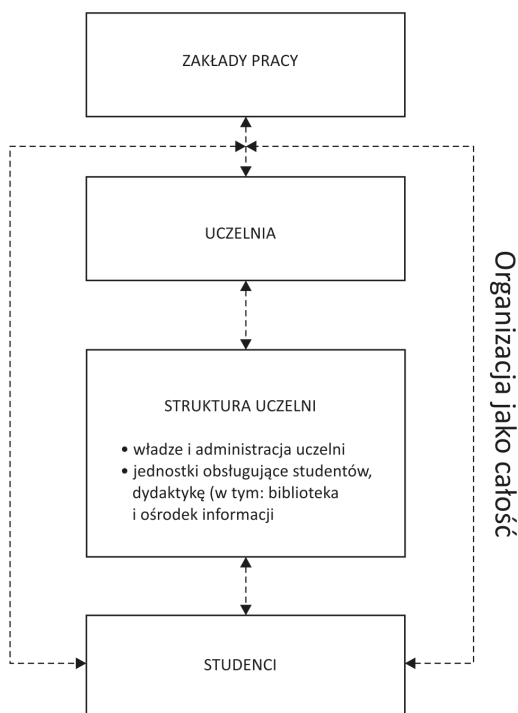 ZAKŁADY PRACY
UCZELNIA
STRUKTURA UCZELNI
• władze i administracja uczelni
• jednostki obsługujące studentów,
dydaktykę (w tym: biblioteka
i ośrodek informacji
STUDENCI
Organizacja jako całość